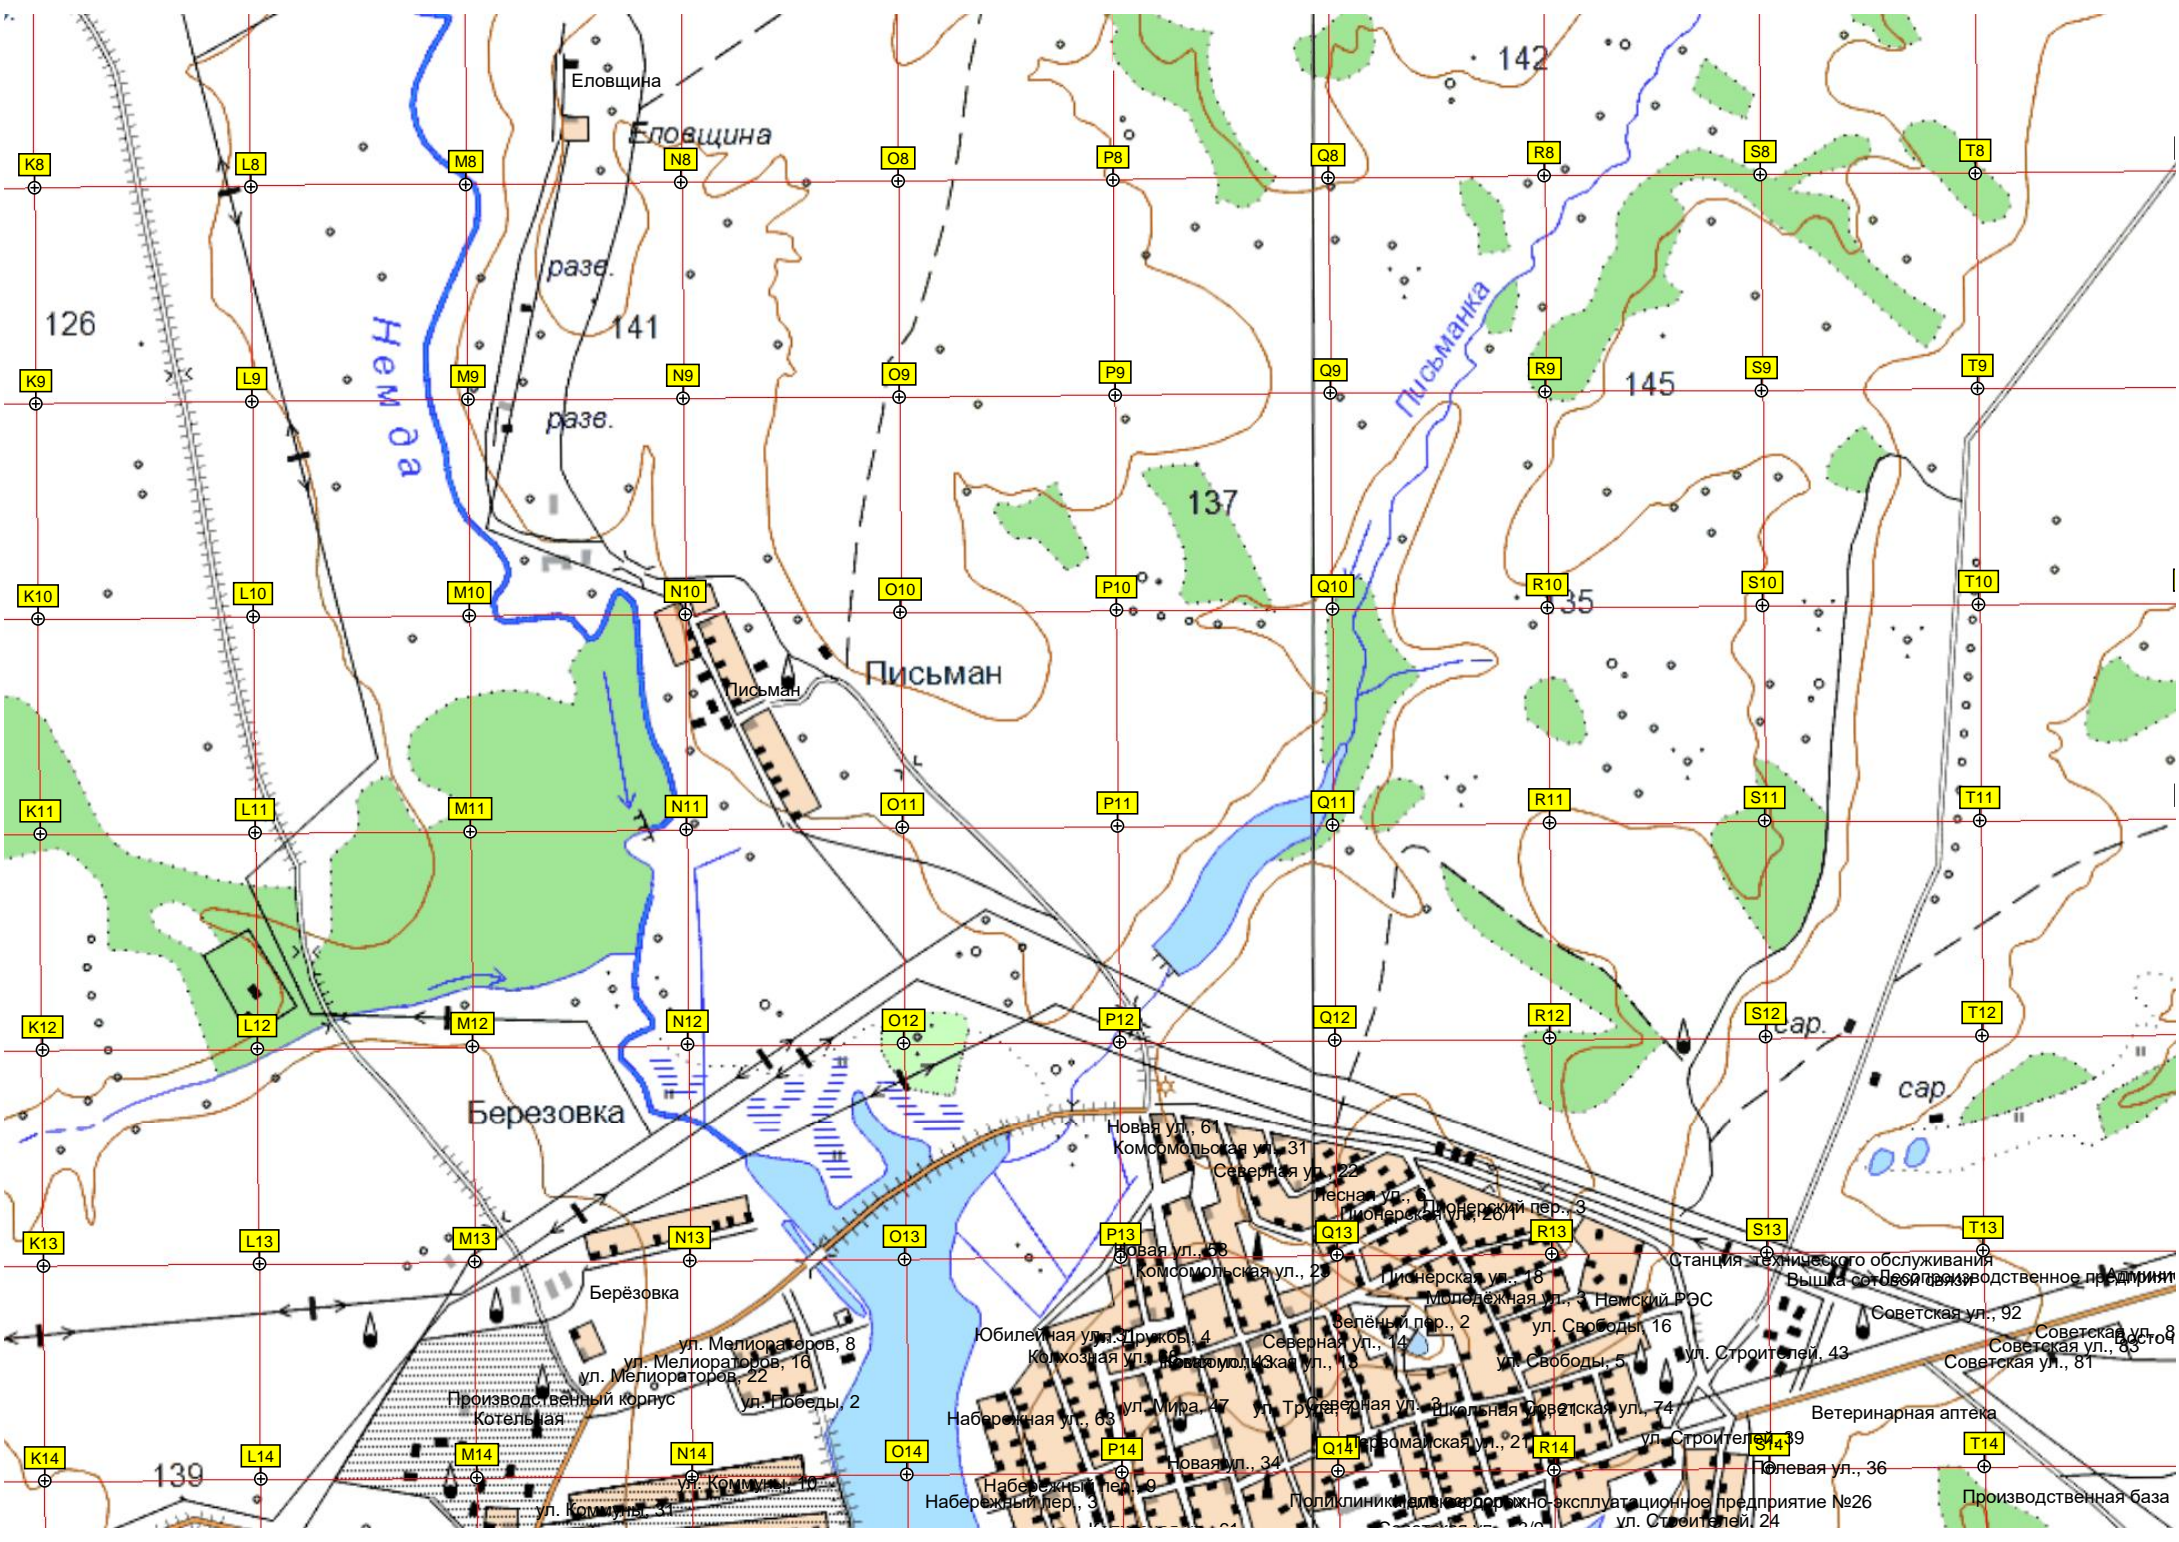 142
Еловщина
Еловщина
K8
L8
M8
N8
O8
P8
Q8
R8
S8
T8
разв.
126
Немда
141
Письманка
K9
L9
M9
N9
O9
P9
Q9
R9
S9
T9
145
разв.
137
K10
L10
M10
N10
O10
P10
Q10
R10
S10
T10
35
Письман
Письман
K11
L11
M11
N11
O11
P11
Q11
R11
S11
T11
K12
L12
M12
N12
O12
P12
Q12
R12
S12
T12
сар.
сар.
Березовка
Новая ул., 61
Комсомольская ул., 31
Северная ул., 22
Лесная ул., 6
Пионерский пер., 3
Пионерская ул., 26/1
K13
L13
M13
N13
O13
P13
Q13
R13
S13
T13
Новая ул., 53
Станция технического обслуживания
Комсомольская ул., 23
Пионерская ул., 18
Вышка сотовой связи
Лесопроизводственное предприят
Берёзовка
Молодёжная ул., 3
Немский РЭС
Советская ул., 92
Зелёный пер., 2
ул. Свободы, 16
Юбилейная ул.
ул. Дружбы, 4
Северная ул., 14
ул. Мелиораторов, 8
ул. Мелиораторов, 16
ул. Мелиораторов, 22
Колхозная ул.
ул. Свободы, 5
ул. Строителей, 43
Советская ул., 83
Советская ул., 81
Производственный корпус
ул. Победы, 2
Котельная
Набережная ул., 63
ул. Мира, 47
Северная ул., 3
Советская ул., 74
Ветеринарная аптека
Первомайская ул., 21
ул. Строителей, 39
K14
L14
M14
N14
O14
P14
Q14
R14
S14
T14
139
Новая ул., 34
Полевая ул., 36
ул. Коммуны, 10
Набережный пер., 9
Набережный пер., 3
ул. Коммуны, 31
Производственная база
ул. Строителей, 24